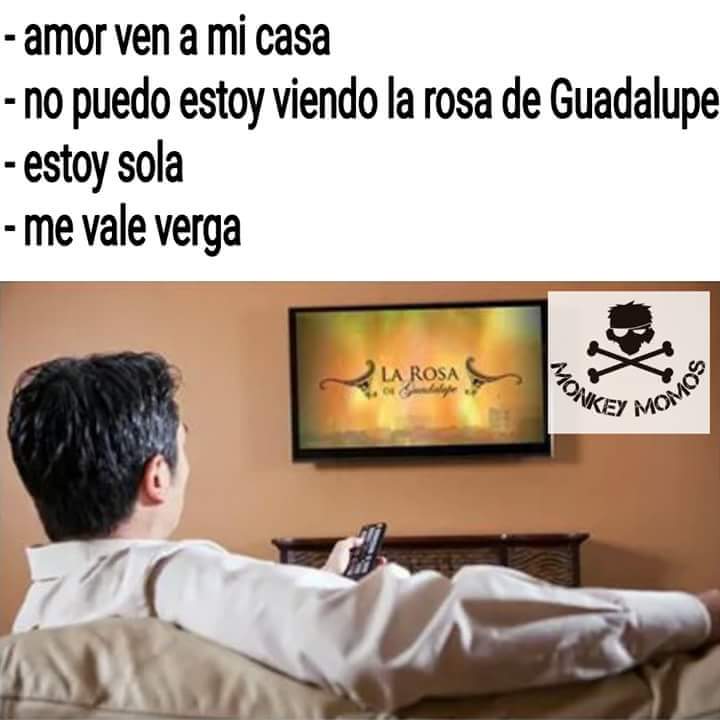 - amor ven a mi casa
- no puedo estoy viendo la rosa de Guadalupe
- estoy sola
- me vale verga
LA ROSA
DE Guadalupe
MONKEY MOMOS